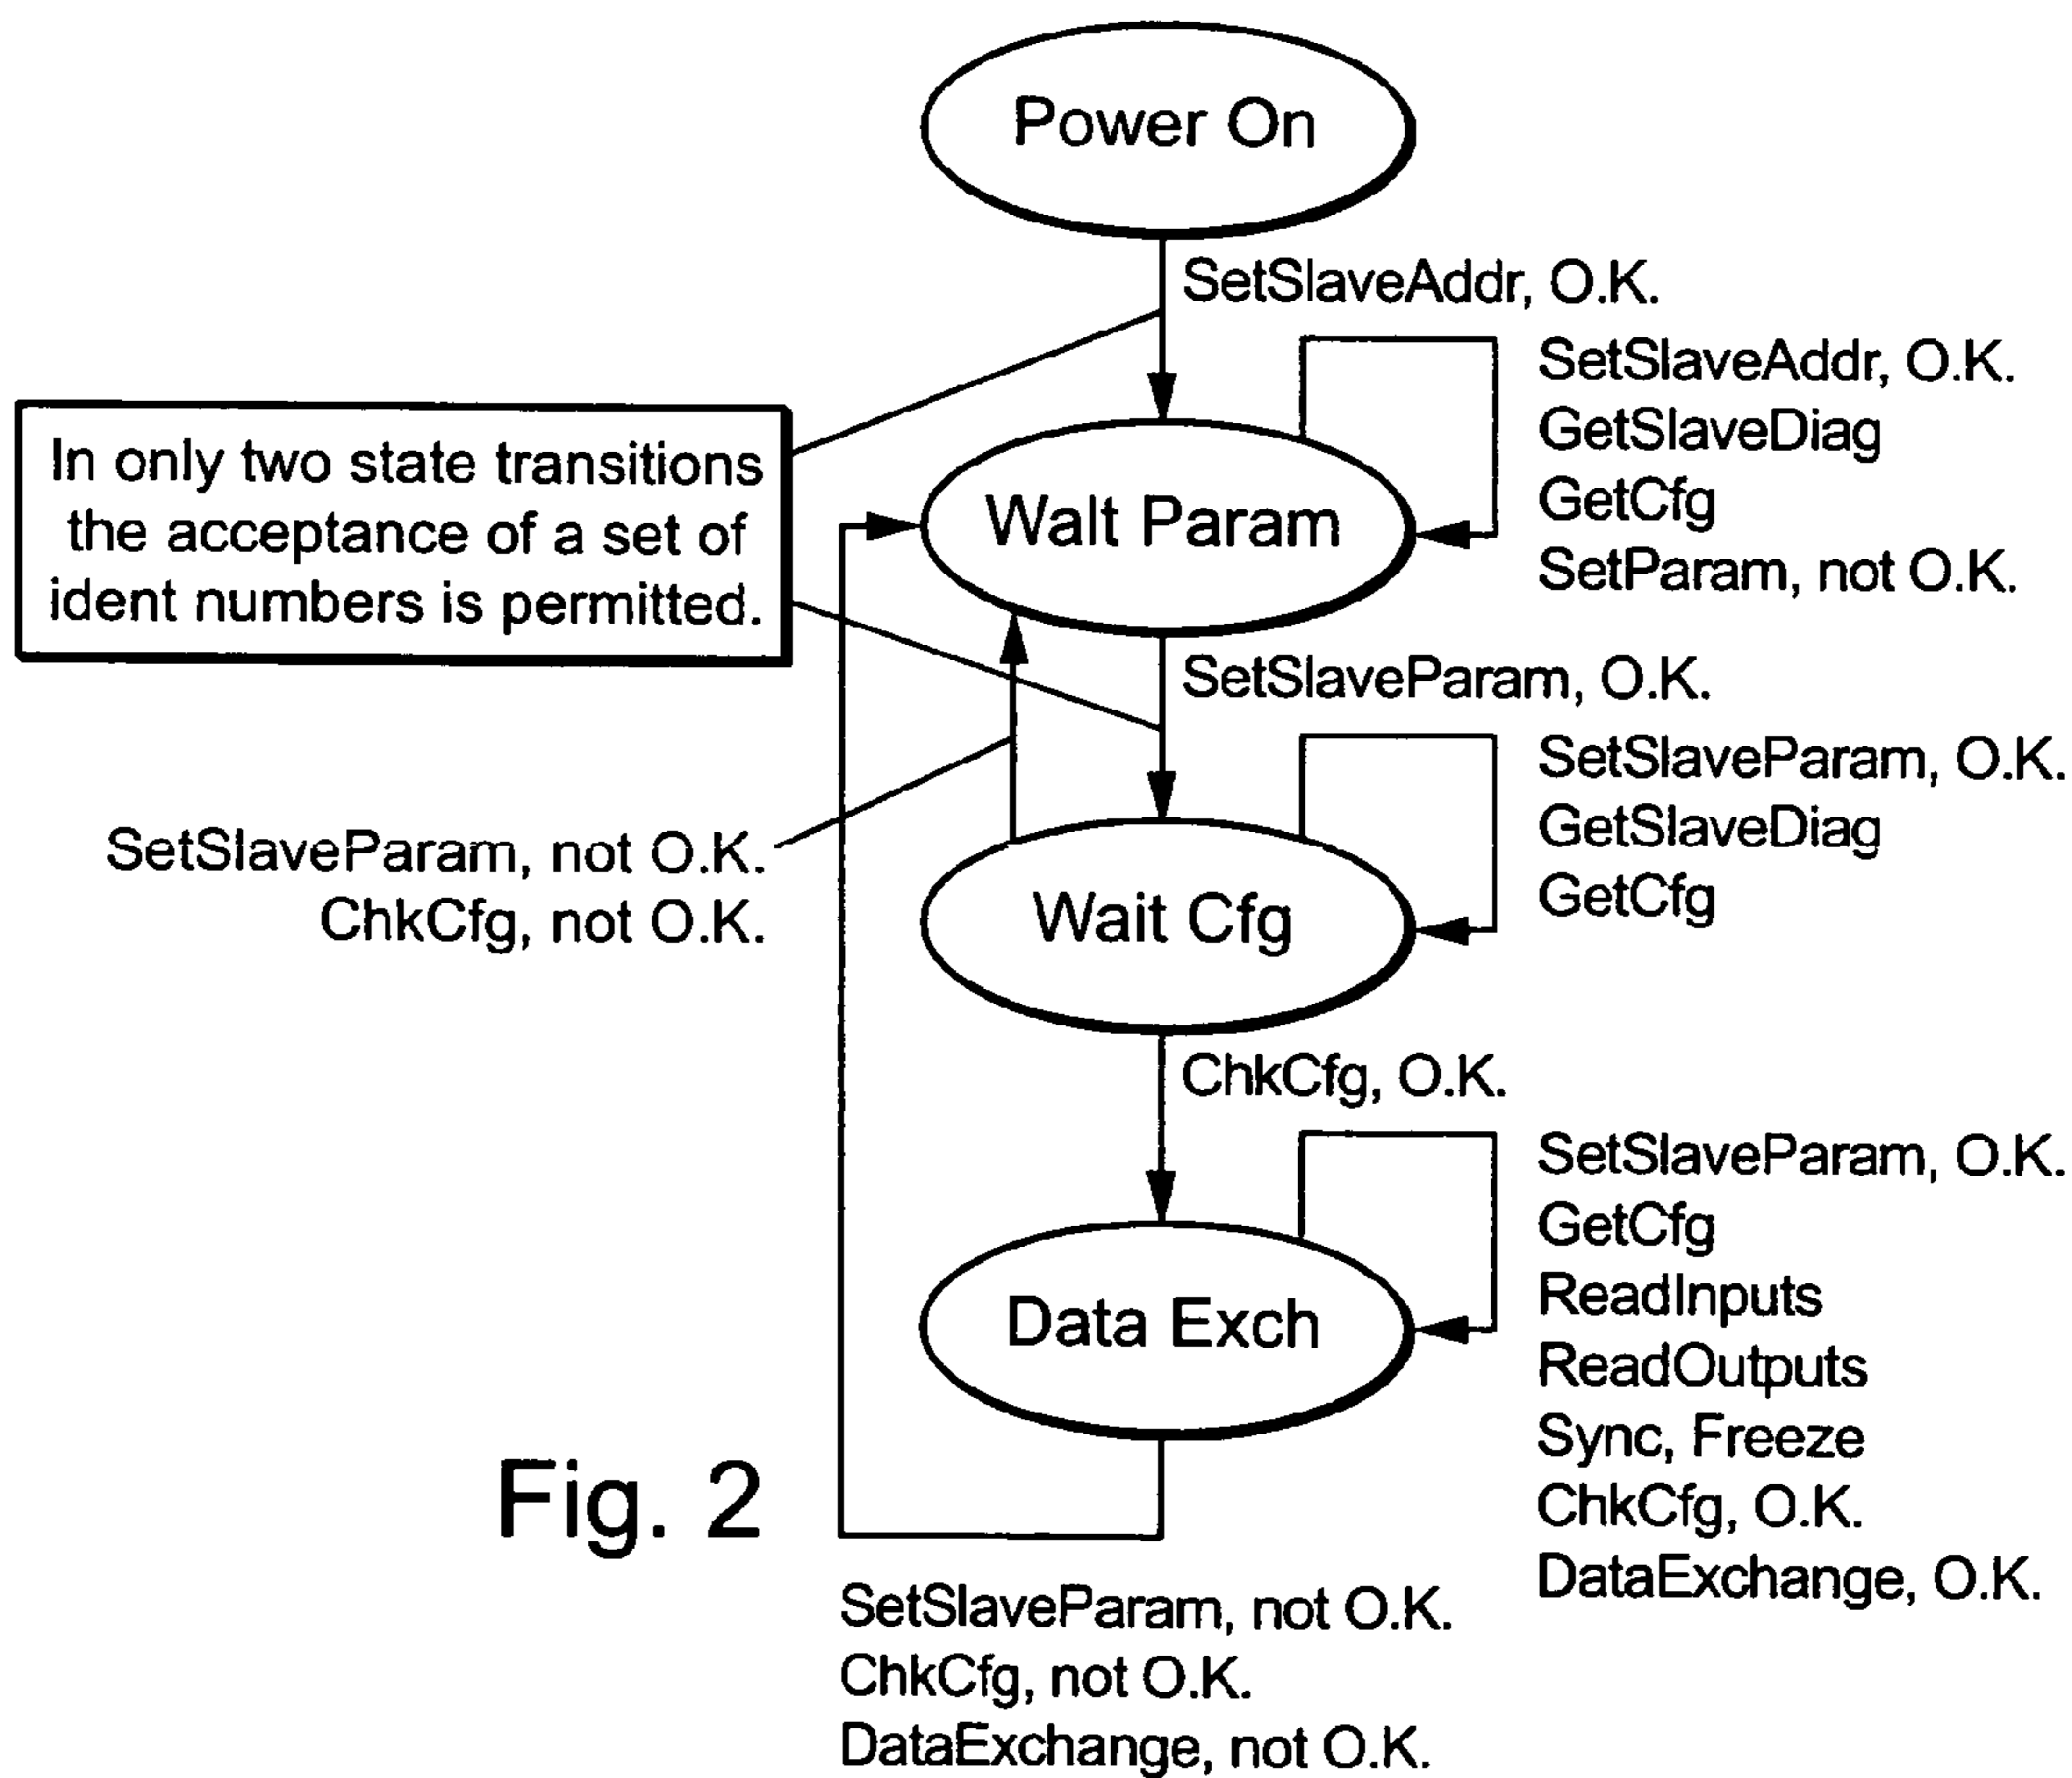 Power On
SetSlaveAddr, O.K.
SetSlaveAddr, O.K.
GetSlaveDiag
GetCfg
SetParam, not O.K.
In only two state transitions
the acceptance of a set of
ident numbers is permitted.
Walt Param
SetSlaveParam, O.K.
SetSlaveParam, O.K.
GetSlaveDiag
GetCfg
SetSlaveParam, not O.K.
ChkCfg, not O.K.
Wait Cfg
ChkCfg, O.K.
SetSlaveParam, O.K.
GetCfg
ReadInputs
ReadOutputs
Sync, Freeze
ChkCfg, O.K.
DataExchange, O.K.
Data Exch
Fig. 2
SetSlaveParam, not O.K.
ChkCfg, not O.K.
DataExchange, not O.K.